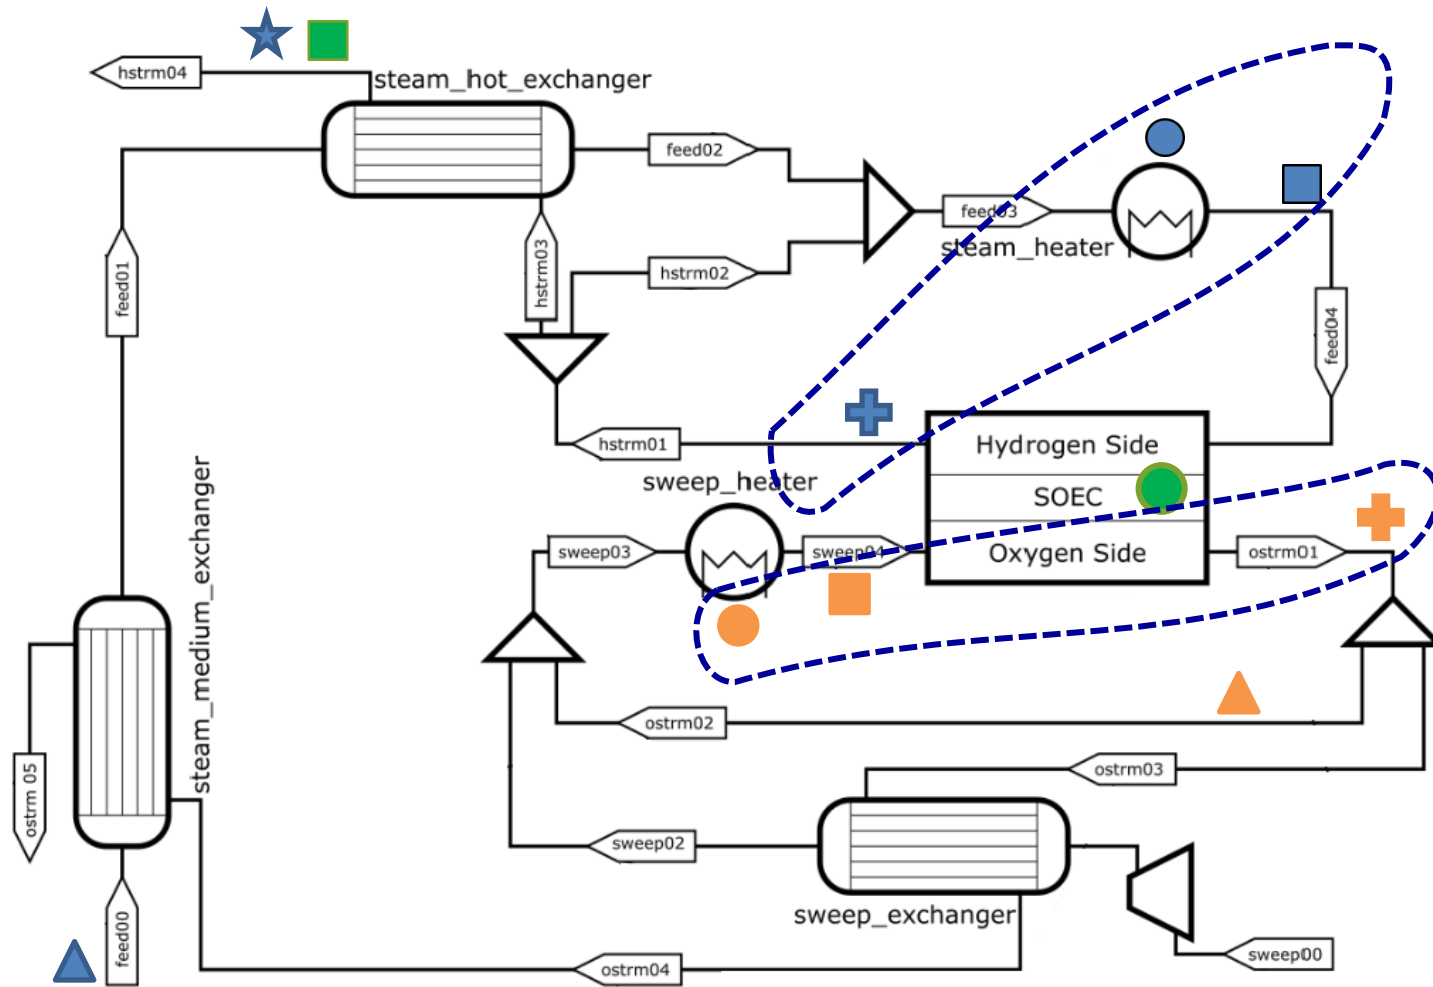 hstrm04
steam_hot_exchanger
feed02
feed03
steam_heater
feed01
hstrm03
hstrm02
feed04
hstrm01
Hydrogen Side
sweep_heater
SOEC
steam_medium_exchanger
sweep03
sweep04
Oxygen Side
ostrm01
ostrm02
ostrm03
ostrm 05
sweep02
sweep_exchanger
feed00
ostrm04
sweep00